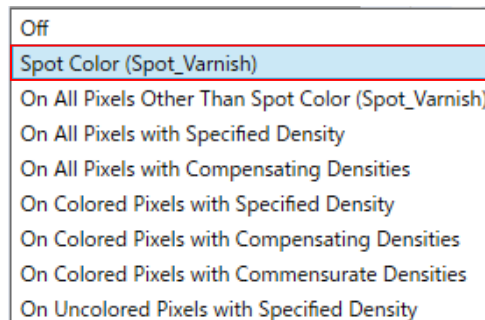 Off
Spot Color (Spot_Varnish)
On All Pixels Other Than Spot Color (Spot_Varnish)
On All Pixels with Specified Density
On All Pixels with Compensating Densities
On Colored Pixels with Specified Density
On Colored Pixels with Compensating Densities
On Colored Pixels with Commensurate Densities
On Uncolored Pixels with Specified Density